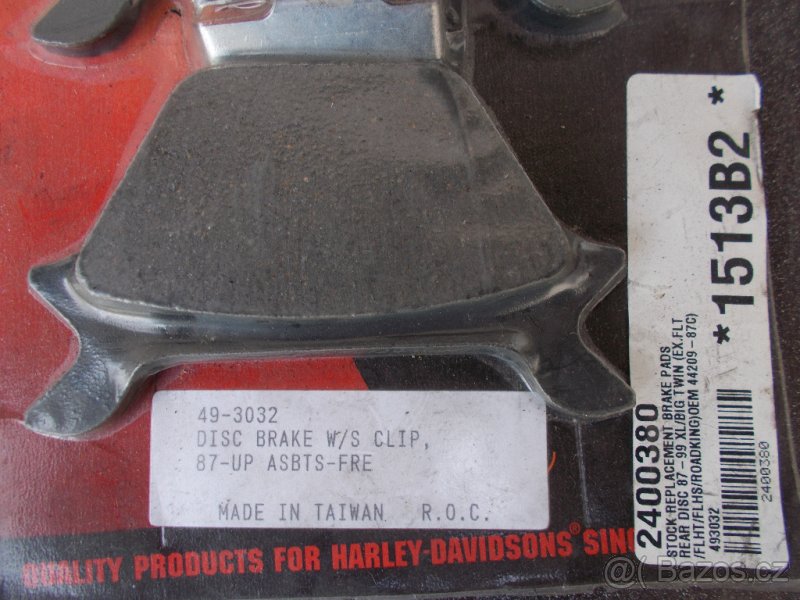 49-3032
DISC BRAKE W/S CLIP,
87-UP ASBTS-FRE
MADE IN TAIWAN R.O.C.
QUALITY PRODUCTS FOR HARLEY-DAVIDSONS® SINC
2400380
STOCK REPLACEMENT BRAKE PADS
REAR DISC 87-99 XL/BIG TWIN (EX.FLT
/FLHT/FLHS/ROADKING)OEM 44209-87C)
493032
2400380
*1513B2*
@ Bazos.cz